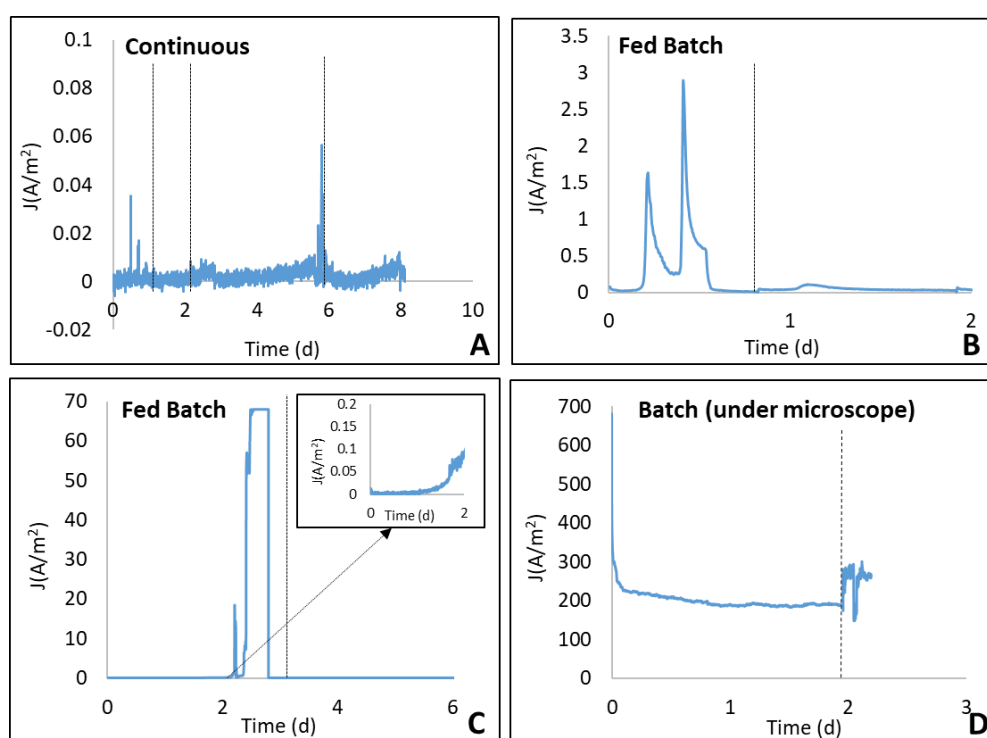 Continuous
J(A/m²)
0.1
0.08
0.06
0.04
0.02
0
-0.02
0 2 4 6 8 10
Time (d)
A
Fed Batch
J(A/m²)
3.5
3
2.5
2
1.5
1
0.5
0
0 1 2
Time (d)
B
Fed Batch
J(A/m²)
70
60
50
40
30
20
10
0
0 2 4 6
Time (d)
C
J(A/m²)
0.2
0.15
0.1
0.05
0
0 2
Time (d)
Batch (under microscope)
J(A/m²)
700
600
500
400
300
200
100
0
0 1 2 3
Time (d)
D